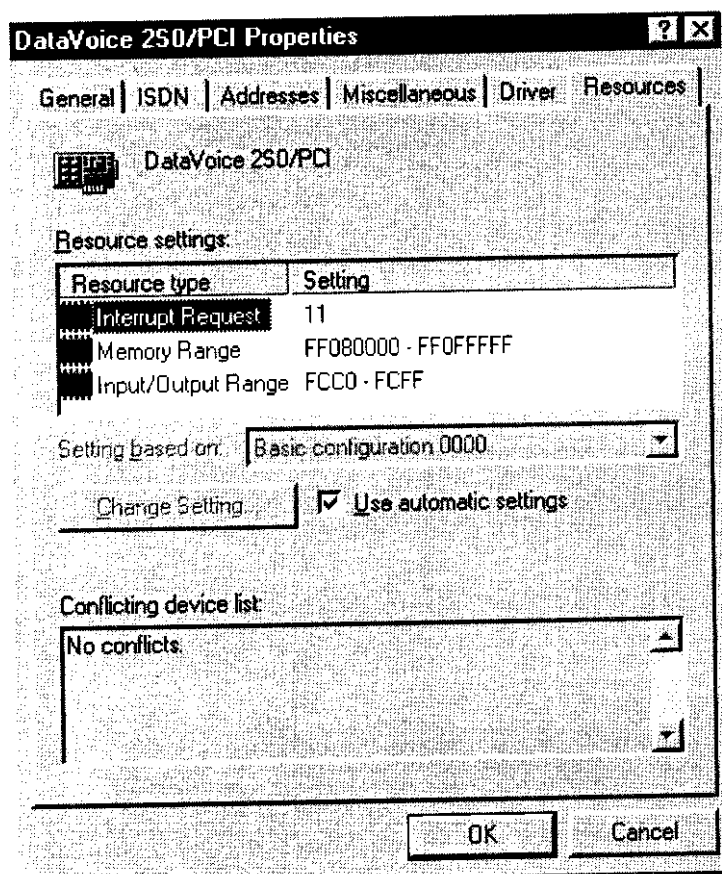 DataVoice 2S0/PCI Properties ? X
General ISDN Addresses Miscellaneous Driver Resources
DataVoice 2S0/PCI
Resource settings:
Resource type Setting
Interrupt Request 11
Memory Range FF080000 - FF0FFFFF
Input/Output Range FCC0 - FCFF
Setting based on: Basic configuration 0000
Change Setting... Use automatic settings
Conflicting device list:
No conflicts.
OK Cancel